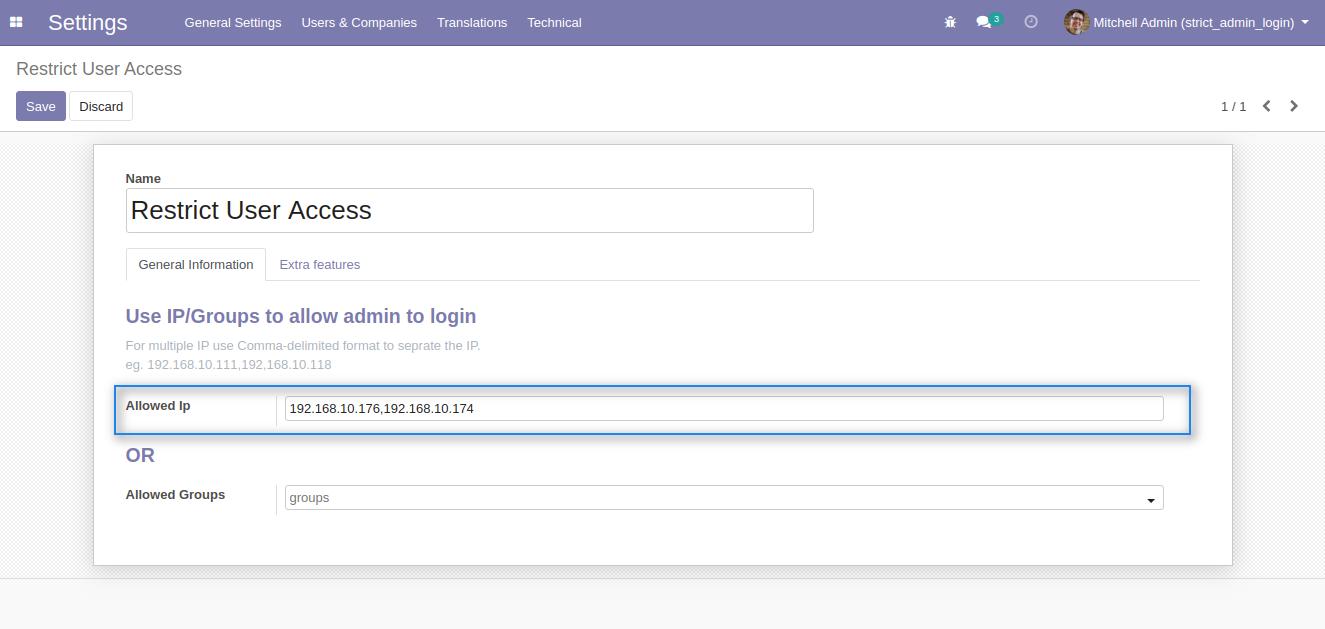 Settings General Settings Users & Companies Translations Technical 3 Mitchell Admin (strict_admin_login)
Restrict User Access
Save Discard 1 / 1
Name
Restrict User Access
General Information Extra features
Use IP/Groups to allow admin to login
For multiple IP use Comma-delimited format to seprate the IP.
eg. 192.168.10.111,192,168.10.118
Allowed Ip 192.168.10.176,192.168.10.174
OR
Allowed Groups groups